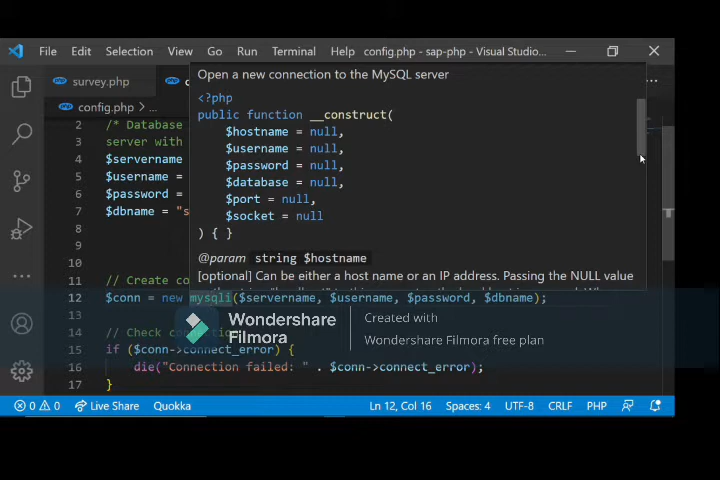 File Edit Selection View Go Run Terminal Help config.php - sap-php - Visual Studio...
survey.php
config.php > ...
Open a new connection to the MySQL server
<?php
public function __construct(
$hostname = null,
$username = null,
$password = null,
$database = null,
$port = null,
$socket = null
) { }
@param string $hostname
[optional] Can be either a host name or an IP address. Passing the NULL value
2 /* Database
3 server with
4 $servername
5 $username =
6 $password =
7 $dbname = "s
8
9
10
11 // Create co
12 $conn = new mysqli($servername, $username, $password, $dbname);
13
14 // Check connection
15 if ($conn->connect_error) {
16 die("Connection failed: " . $conn->connect_error);
17 }
Wondershare
Filmora
Created with
Wondershare Filmora free plan
0 0 Live Share Quokka Ln 12, Col 16 Spaces: 4 UTF-8 CRLF PHP